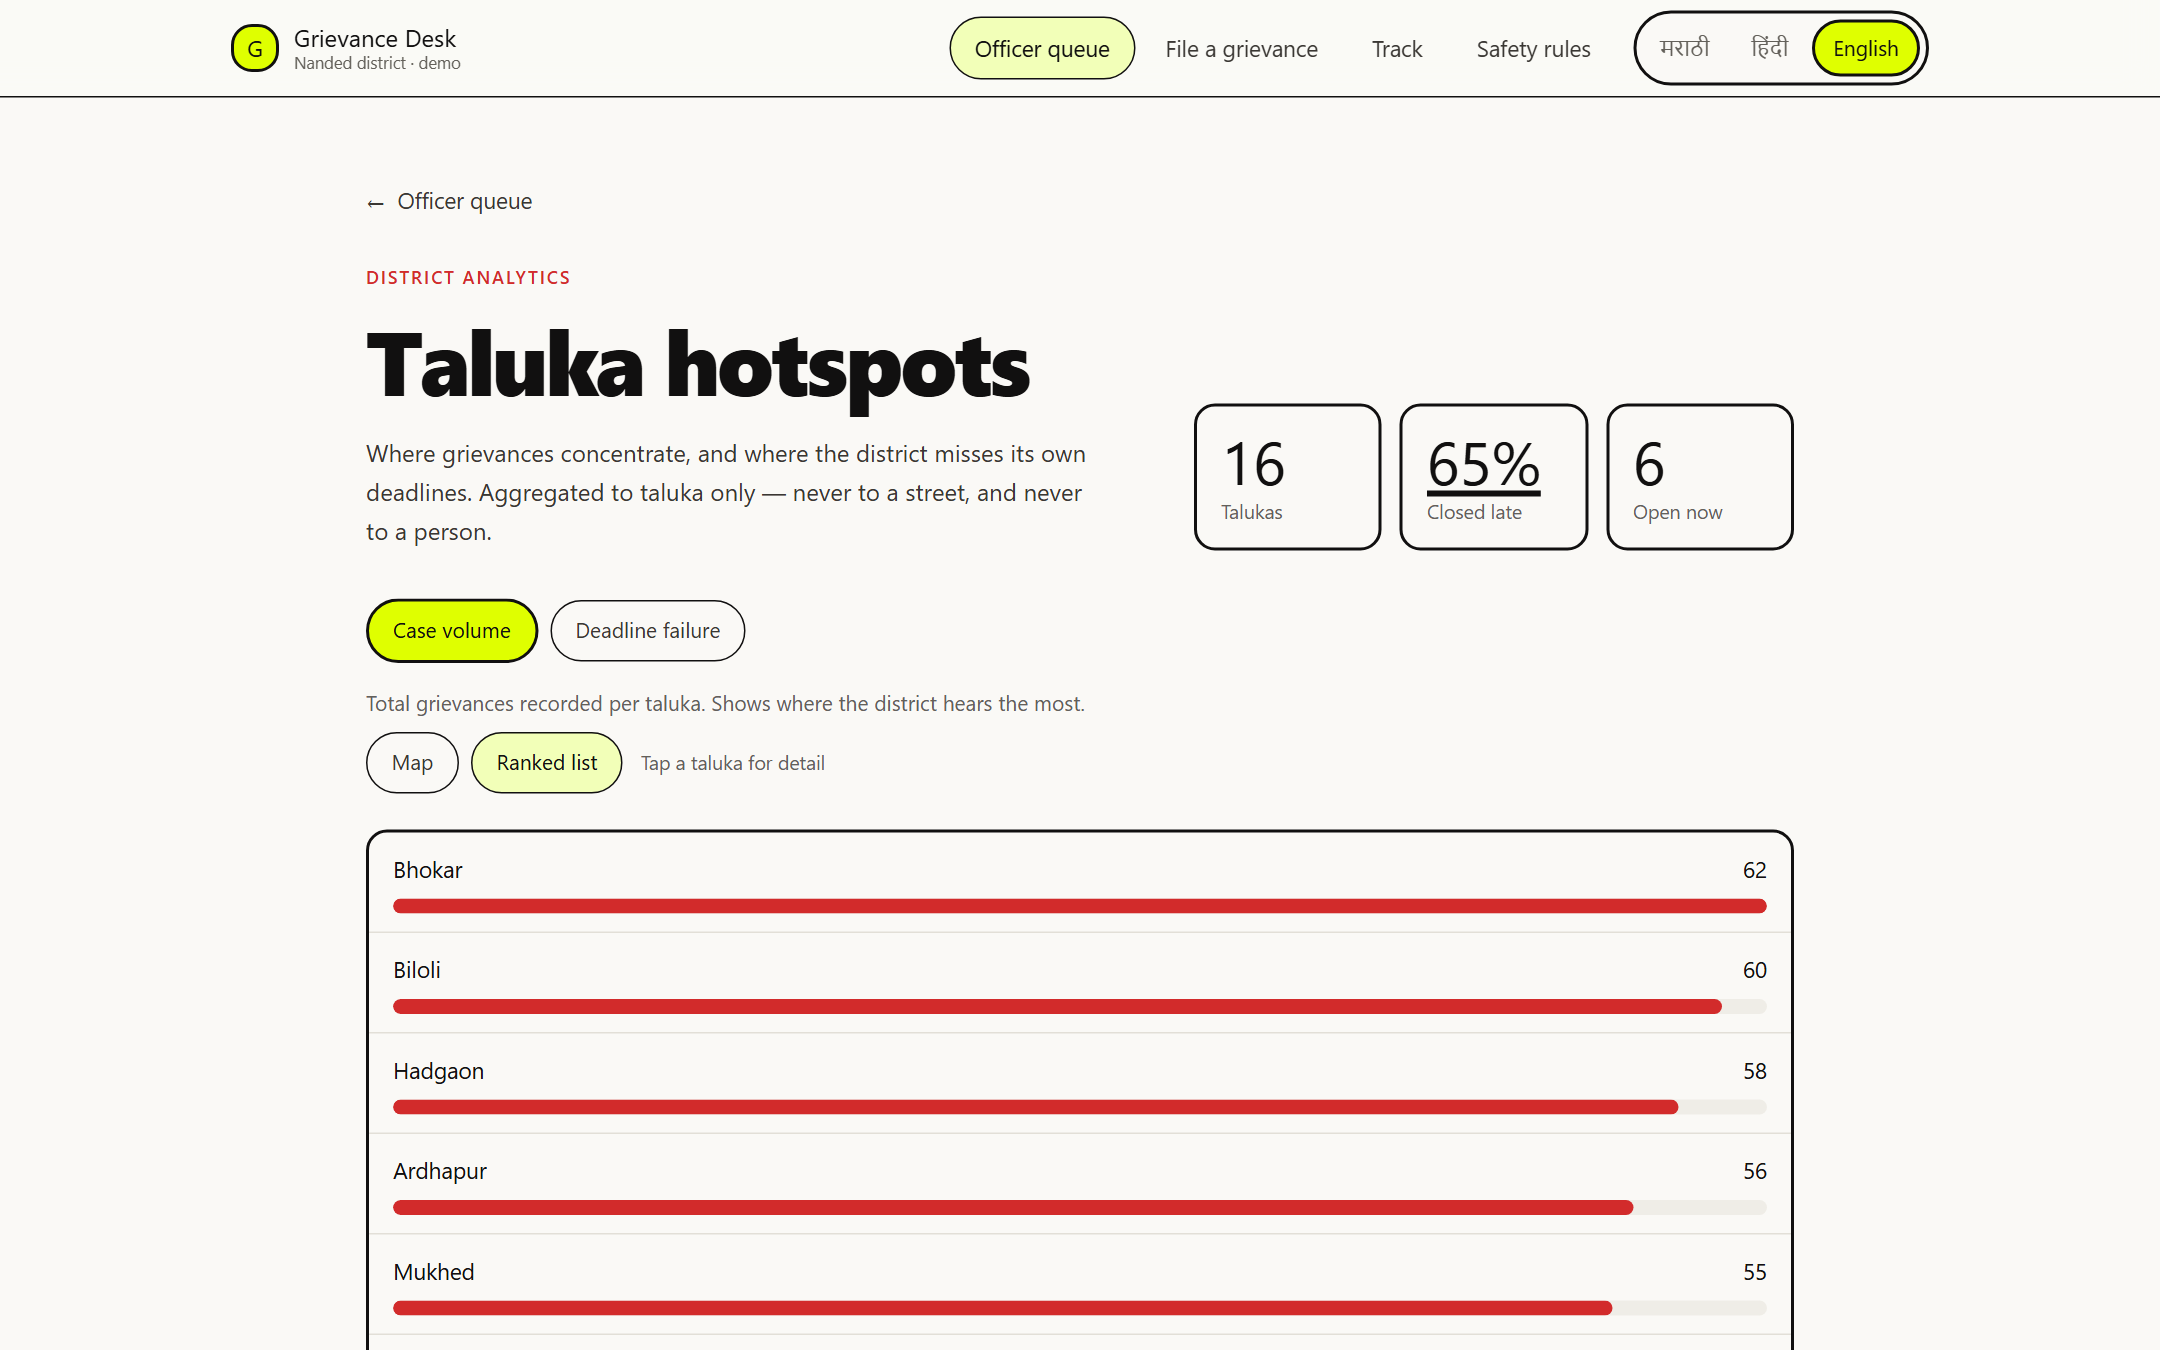 G
Grievance Desk
Nanded district · demo
Officer queue
File a grievance
Track
Safety rules
मराठी
हिंदी
English
← Officer queue
DISTRICT ANALYTICS
Taluka hotspots
Where grievances concentrate, and where the district misses its own
deadlines. Aggregated to taluka only — never to a street, and never
to a person.
16
Talukas
65%
Closed late
6
Open now
Case volume
Deadline failure
Total grievances recorded per taluka. Shows where the district hears the most.
Map
Ranked list
Tap a taluka for detail
Bhokar 62
Biloli 60
Hadgaon 58
Ardhapur 56
Mukhed 55